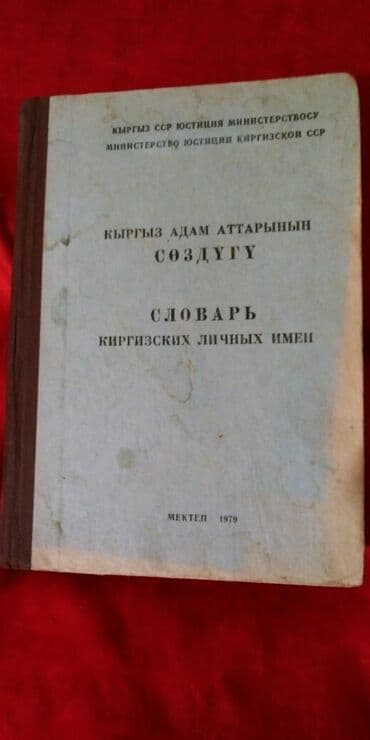 КЫРГЫЗ ССР ЮСТИЦИЯ МИНИСТЕРСТВОСУ
МИНИСТЕРСТВО ЮСТИЦИИ КИРГИЗСКОЙ ССР
КЫРГЫЗ АДАМ АТТАРЫНЫН
СӨЗДҮГҮ
СЛОВАРЬ
КИРГИЗСКИХ ЛИЧНЫХ ИМЕН
МЕКТЕП 1979